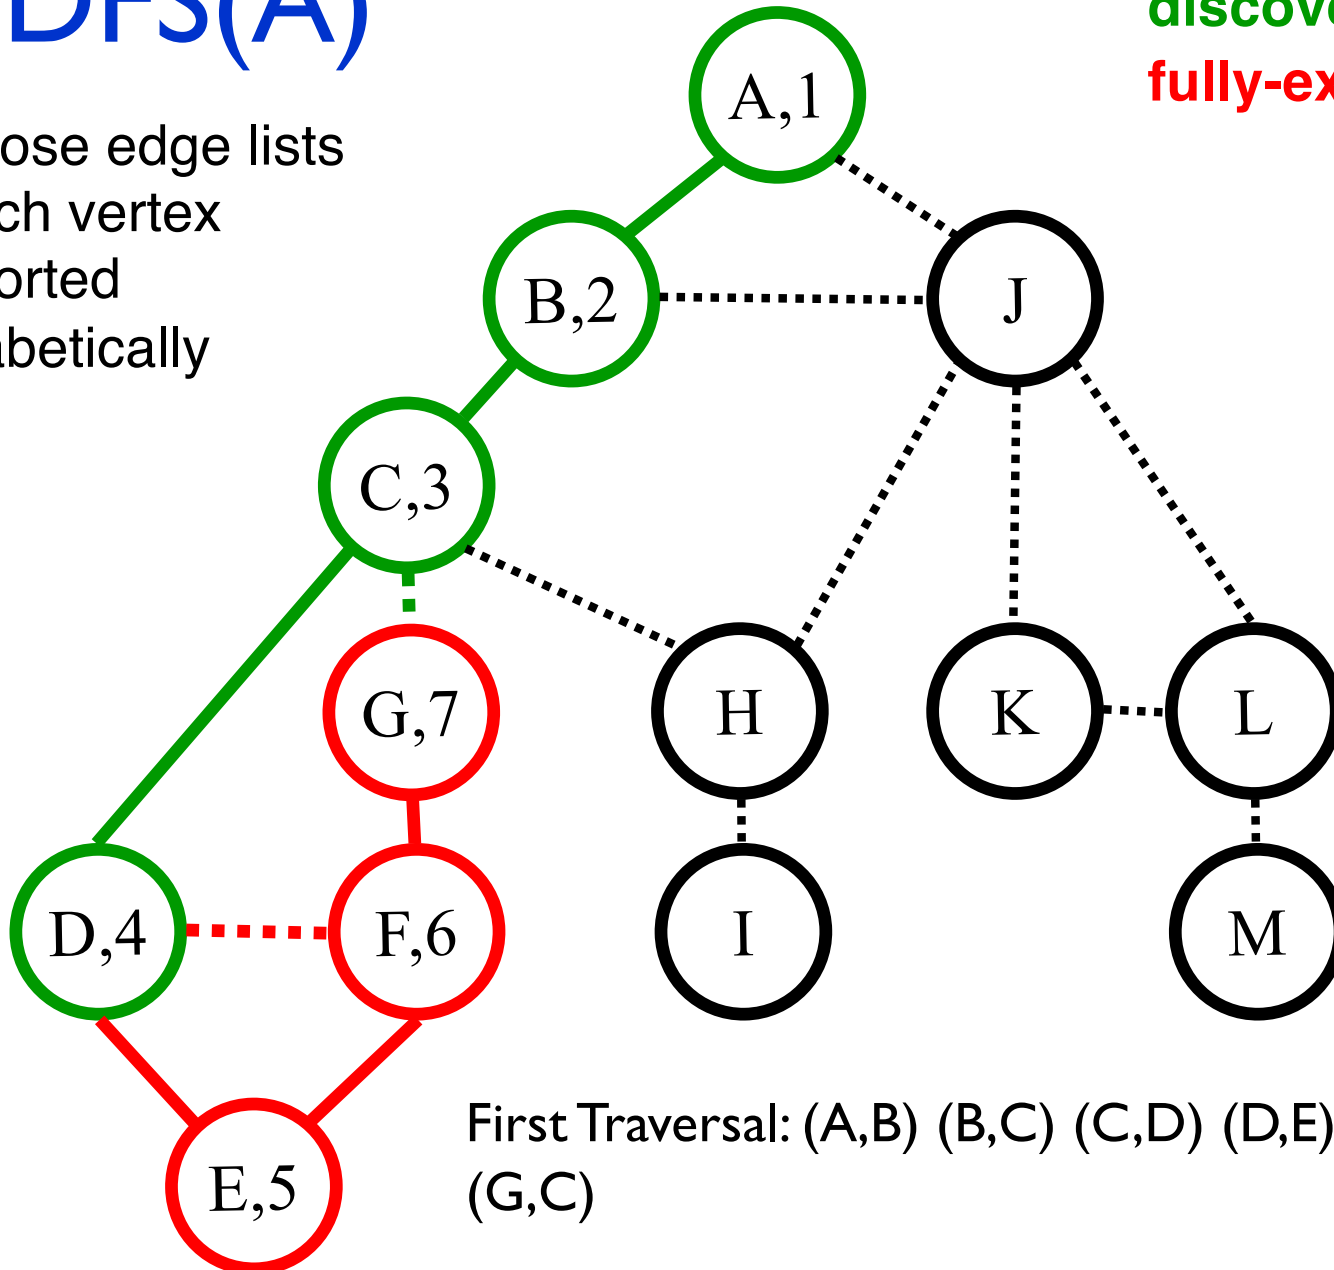 DFS(A)
discov
fully-ex
ose edge lists
ch vertex
orted
abetically
A,1
B,2
J
C,3
G,7
H
K
L
D,4
F,6
I
M
E,5
First Traversal: (A,B) (B,C) (C,D) (D,E)
(G,C)